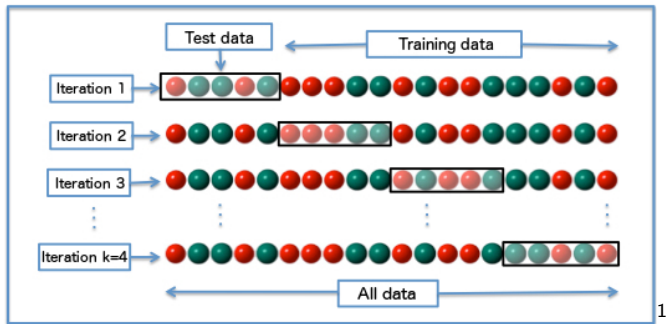 Test data
Training data
Iteration 1
Iteration 2
Iteration 3
Iteration k=4
All data
1